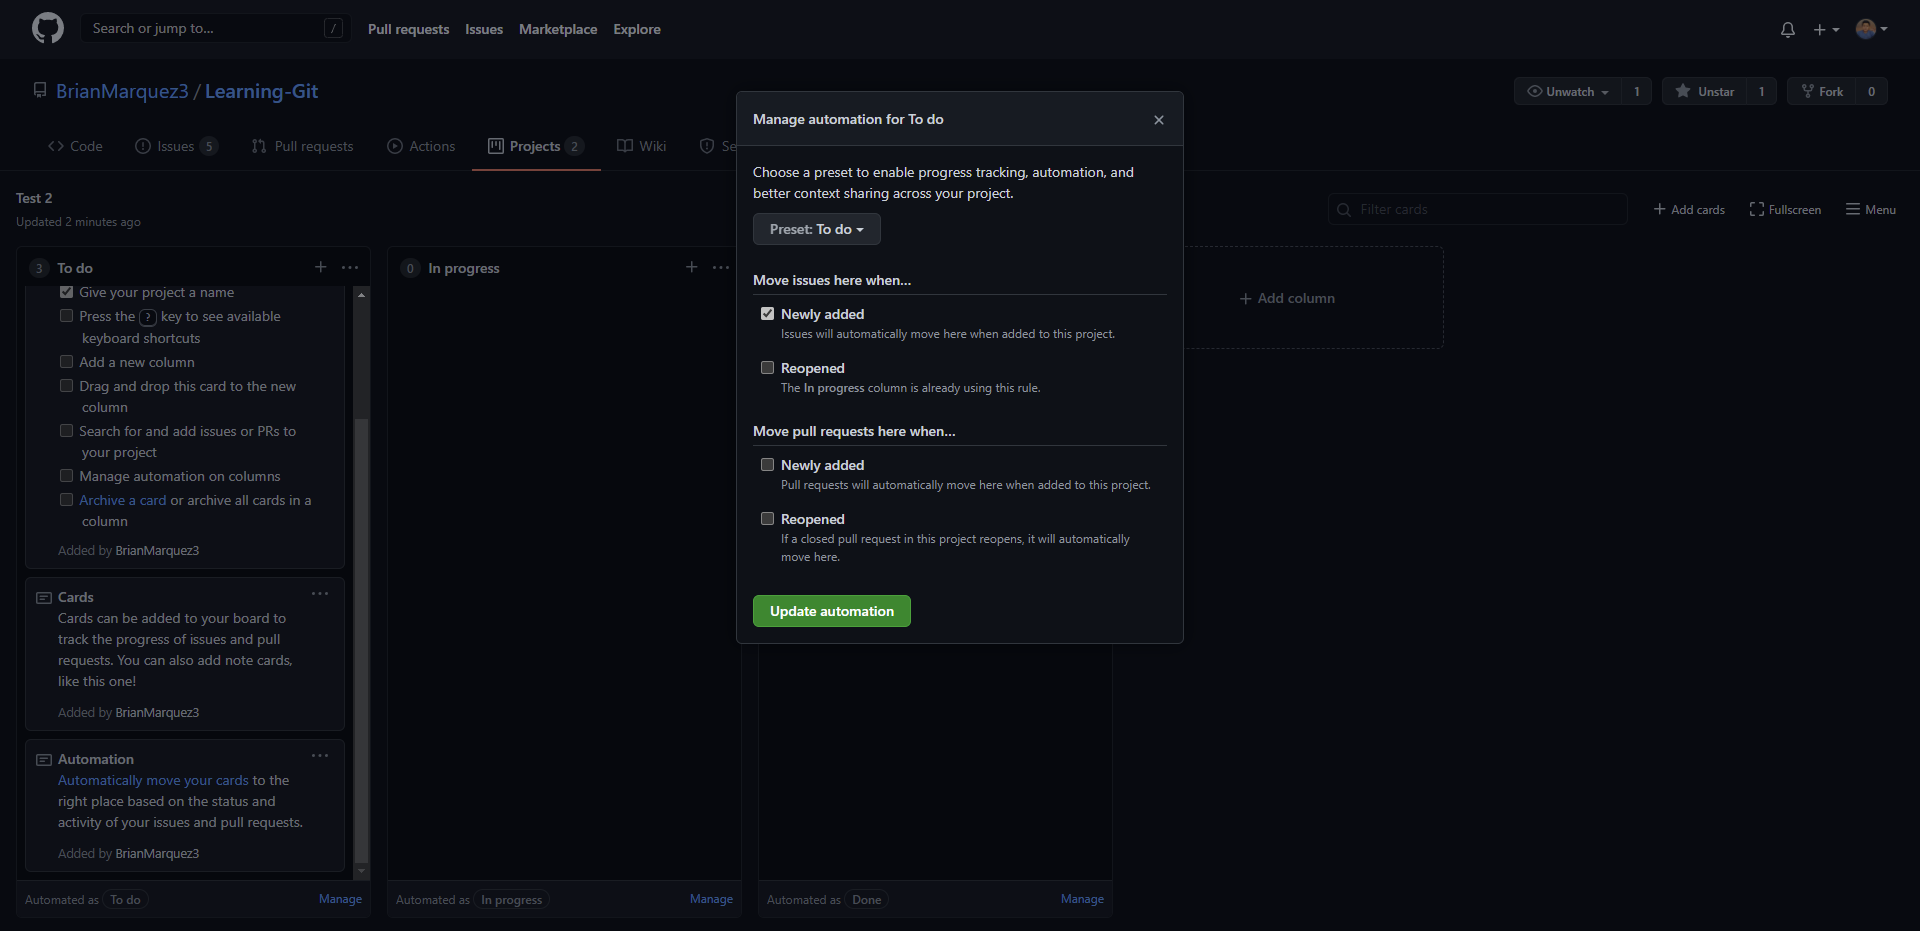 Search or jump to... /
Pull requests Issues Marketplace Explore
BrianMarquez3 / Learning-Git
Unwatch 1 Unstar 1 Fork 0
Code Issues 5 Pull requests Actions Projects 2 Wiki Se
Test 2
Updated 2 minutes ago
Filter cards
Add cards Fullscreen Menu
3 To do
Give your project a name
Press the ? key to see available
keyboard shortcuts
Add a new column
Drag and drop this card to the new
column
Search for and add issues or PRs to
your project
Manage automation on columns
Archive a card or archive all cards in a
column
Added by BrianMarquez3
Cards
Cards can be added to your board to
track the progress of issues and pull
requests. You can also add note cards,
like this one!
Added by BrianMarquez3
Automation
Automatically move your cards to the
right place based on the status and
activity of your issues and pull requests.
Added by BrianMarquez3
Automated as To do Manage
0 In progress
Automated as In progress Manage
Automated as Done Manage
Add column
Manage automation for To do
Choose a preset to enable progress tracking, automation, and
better context sharing across your project.
Preset: To do
Move issues here when...
Newly added
Issues will automatically move here when added to this project.
Reopened
The In progress column is already using this rule.
Move pull requests here when...
Newly added
Pull requests will automatically move here when added to this project.
Reopened
If a closed pull request in this project reopens, it will automatically
move here.
Update automation